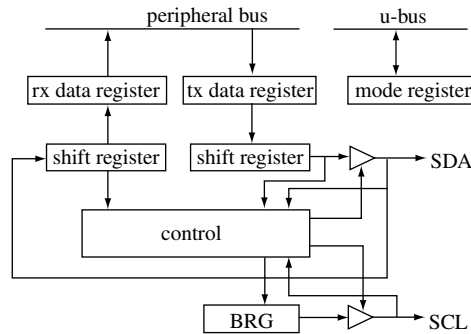 peripheral bus
u-bus
rx data register
tx data register
mode register
shift register
shift register
SDA
control
BRG
SCL